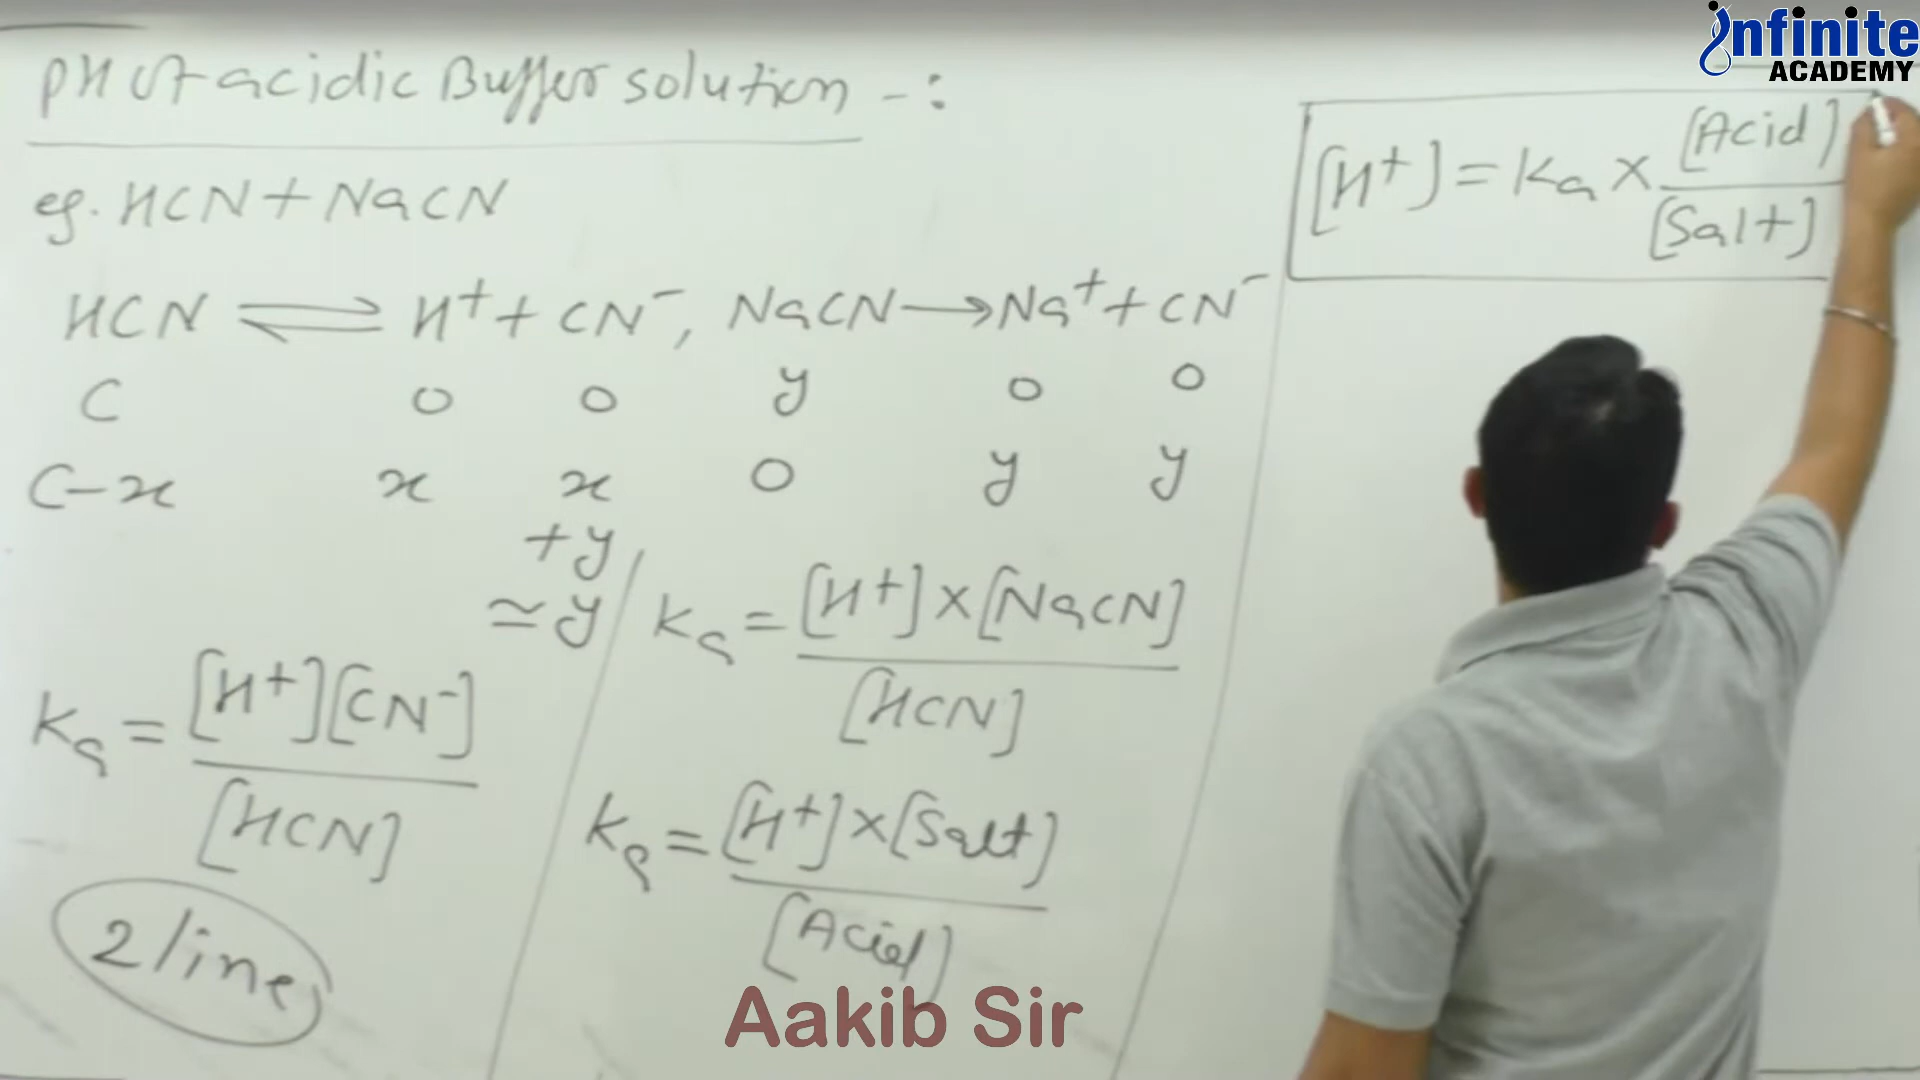 PH of acidic Buffer solution -:
eg. HCN + NaCN
HCN ⇌ H⁺ + CN⁻, NaCN → Na⁺ + CN⁻
C 0 0 y 0 0
C-x x x 0 y y
+y
≃ y
Ka = [H⁺][CN⁻] / [HCN]
2 line
Ka = [H⁺] × [NaCN] / [HCN]
Ka = [H⁺] × [Salt] / [Acid]
[H⁺] = Ka × [Acid] / [Salt]
infinite
ACADEMY
Aakib Sir